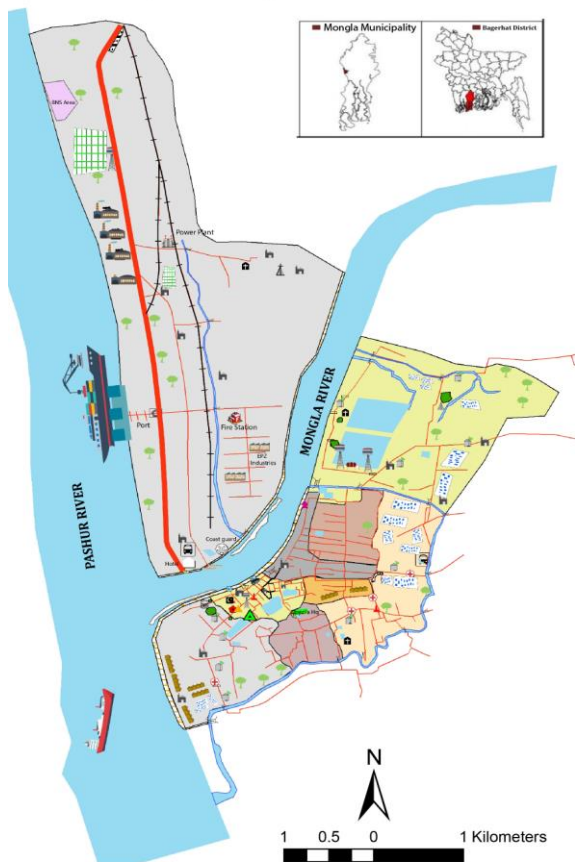 Mongla Municipality
Bagerhat District
BNS Area
Power Plant
MONGLA RIVER
Port
Fire Station
EPZ
Industries
PASHUR RIVER
Coast guard
Hotel
N
1 0.5 0 1 Kilometers